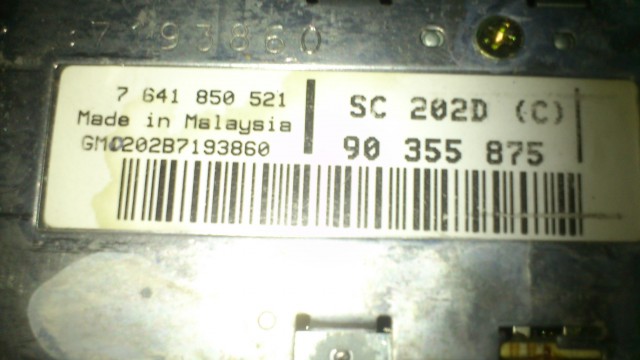 7193860
7 641 850 521
Made in Malaysia
GM0202B7193860
SC 202D (C)
90 355 875